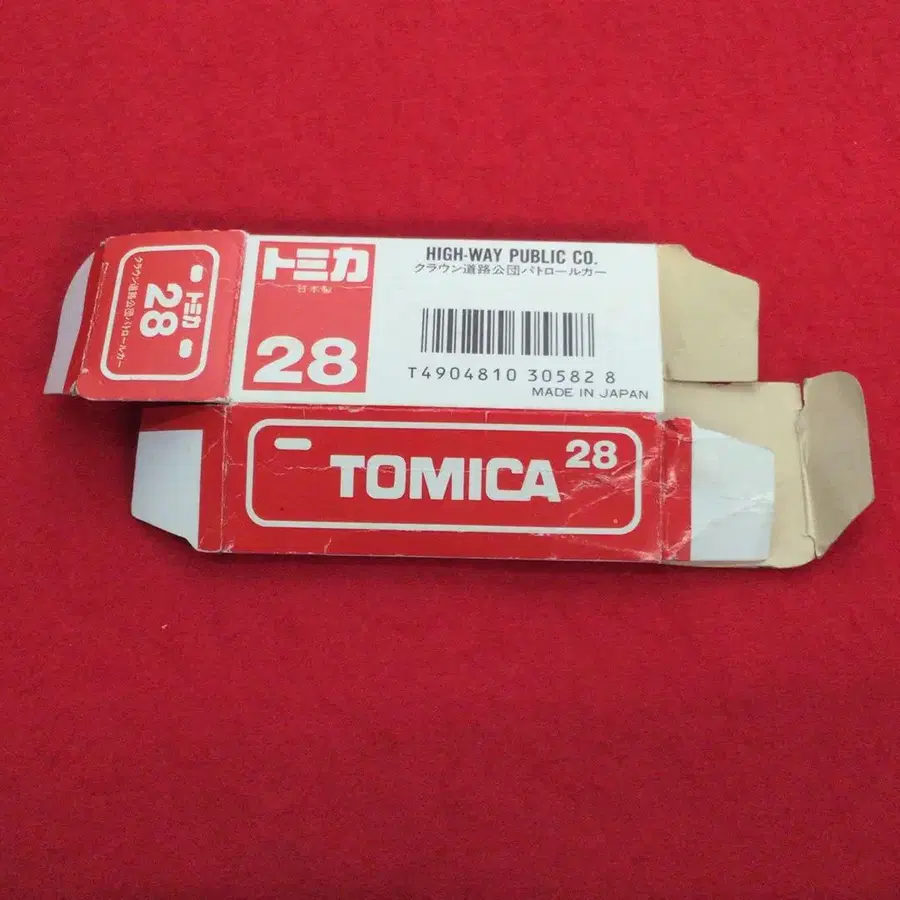 トミカ
日本製
28
HIGH-WAY PUBLIC CO.
クラウン道路公団パトロールカー
T4904810 30582 8
MADE IN JAPAN
トミカ
28
クラウン道路公団パトロールカー
TOMICA 28